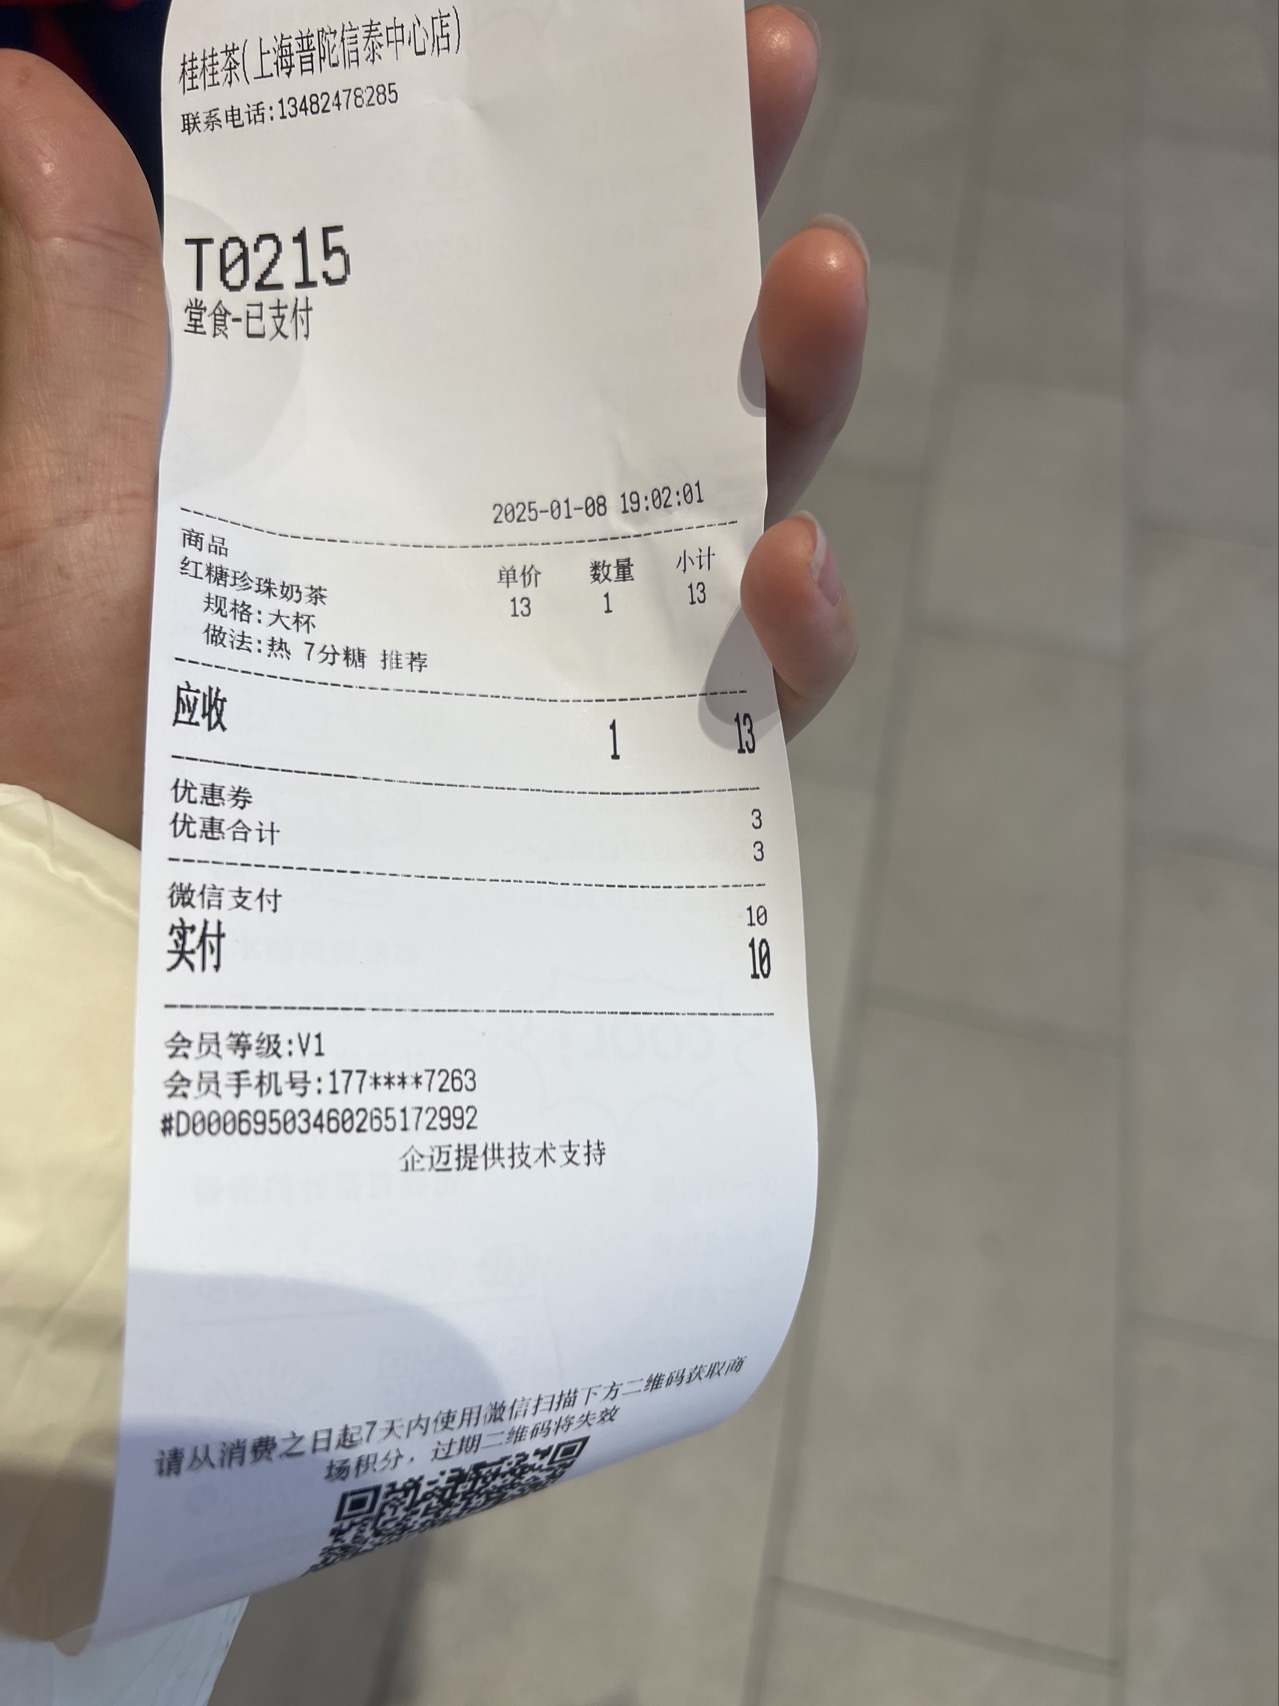 桂桂茶(上海普陀信泰中心店)
联系电话:13482478285
T0215
堂食-已支付
2025-01-08 19:02:01
商品 单价 数量 小计
红糖珍珠奶茶 13 1 13
规格:大杯
做法:热 7分糖 推荐
应收 1 13
优惠券 3
优惠合计 3
微信支付 10
实付 10
会员等级:V1
会员手机号:177****7263
#D00069503460265172992
企迈提供技术支持
请从消费之日起7天内使用微信扫描下方二维码获取商
场积分，过期二维码将失效